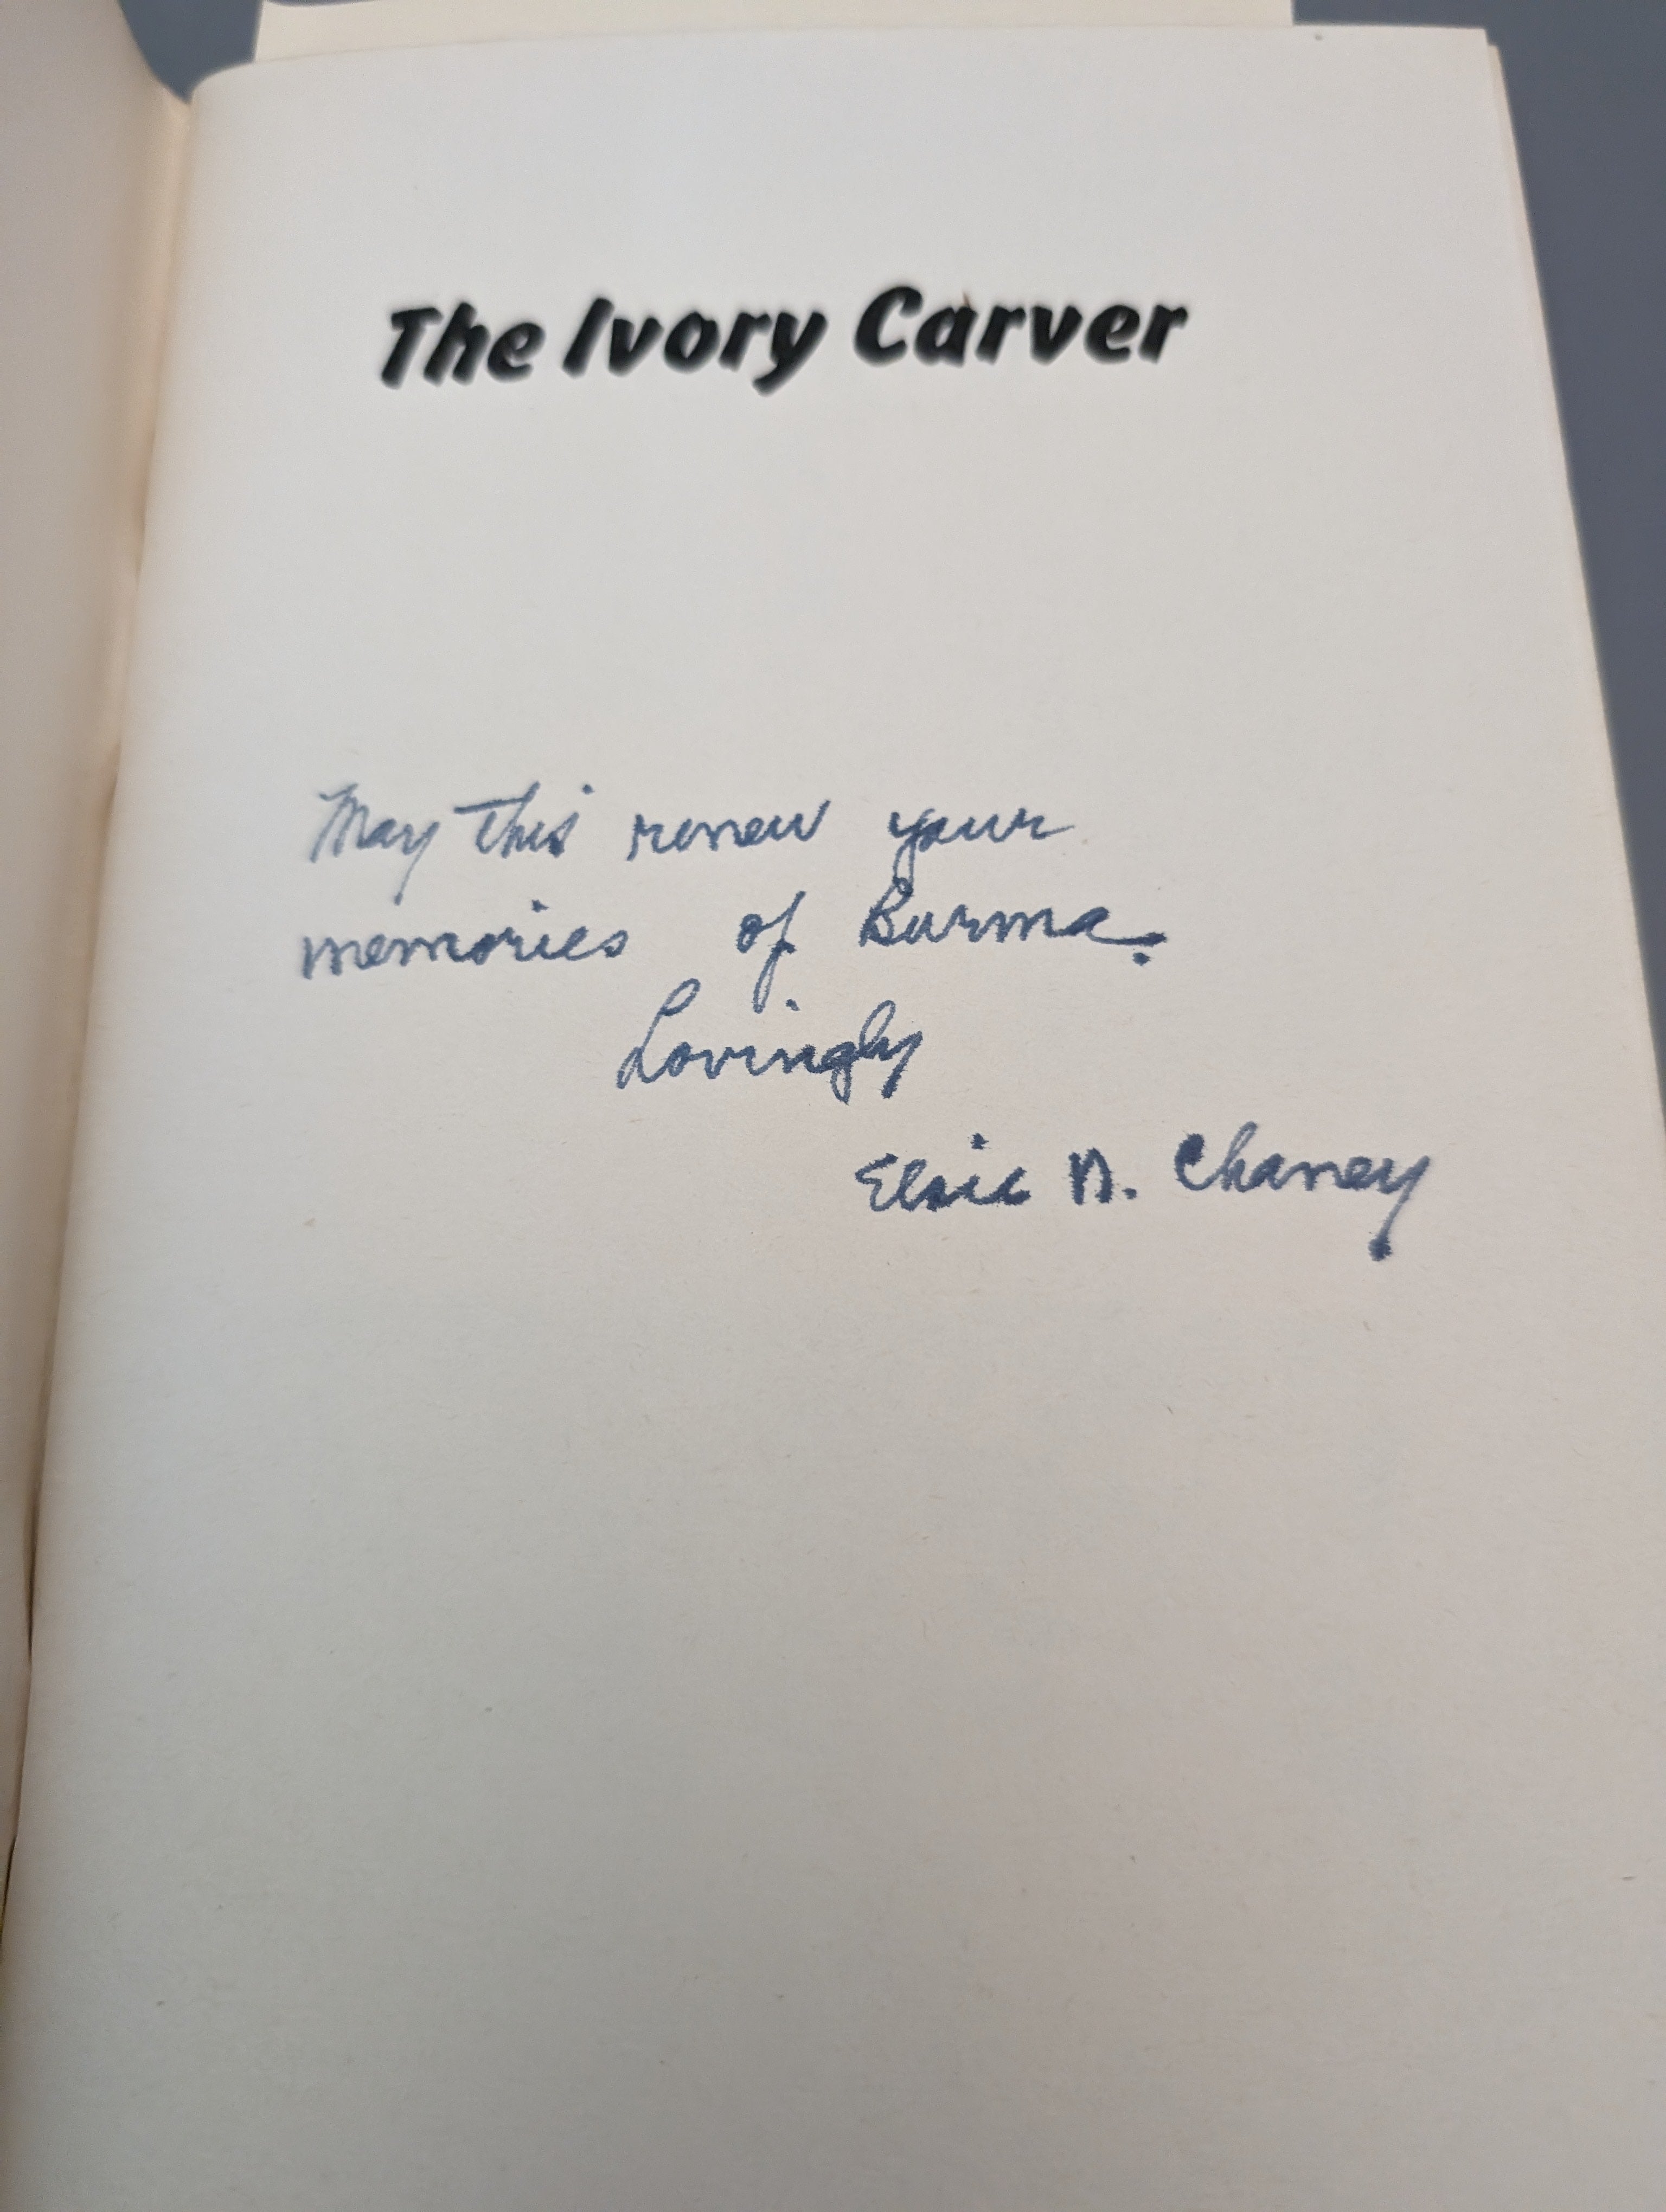 The Ivory Carver
May This renew your
memories of Burma.
Lovingly
Elsie N. Chaney